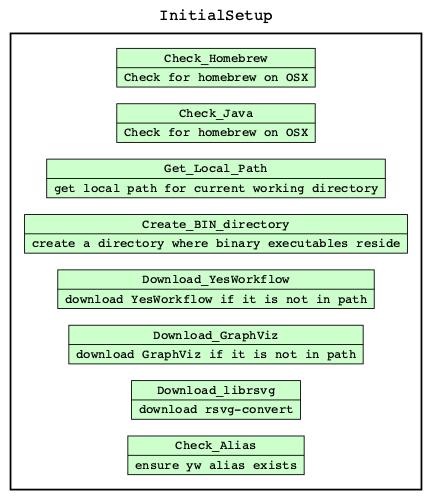 InitialSetup
Check_Homebrew
Check for homebrew on OSX
Check_Java
Check for homebrew on OSX
Get_Local_Path
get local path for current working directory
Create_BIN_directory
create a directory where binary executables reside
Download_YesWorkflow
download YesWorkflow if it is not in path
Download_GraphViz
download GraphViz if it is not in path
Download_librsvg
download rsvg-convert
Check_Alias
ensure yw alias exists